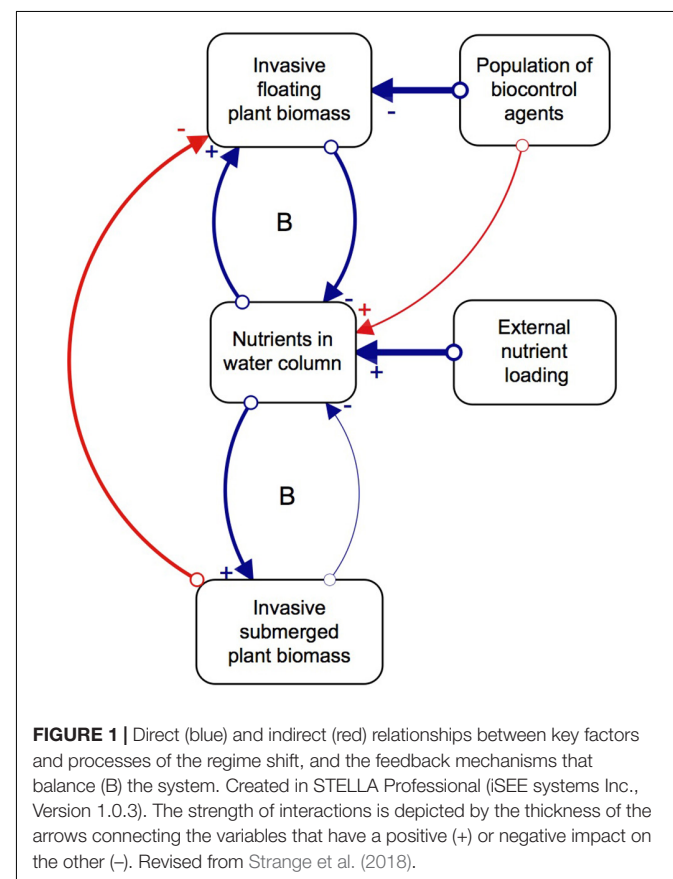 Invasive
floating
plant biomass
Population of
biocontrol
agents
-
-
+
B
-
+
Nutrients in
water column
External
nutrient
loading
+
-
B
+
Invasive
submerged
plant biomass
FIGURE 1 | Direct (blue) and indirect (red) relationships between key factors
and processes of the regime shift, and the feedback mechanisms that
balance (B) the system. Created in STELLA Professional (iSEE systems Inc.,
Version 1.0.3). The strength of interactions is depicted by the thickness of the
arrows connecting the variables that have a positive (+) or negative impact on
the other (–). Revised from Strange et al. (2018).